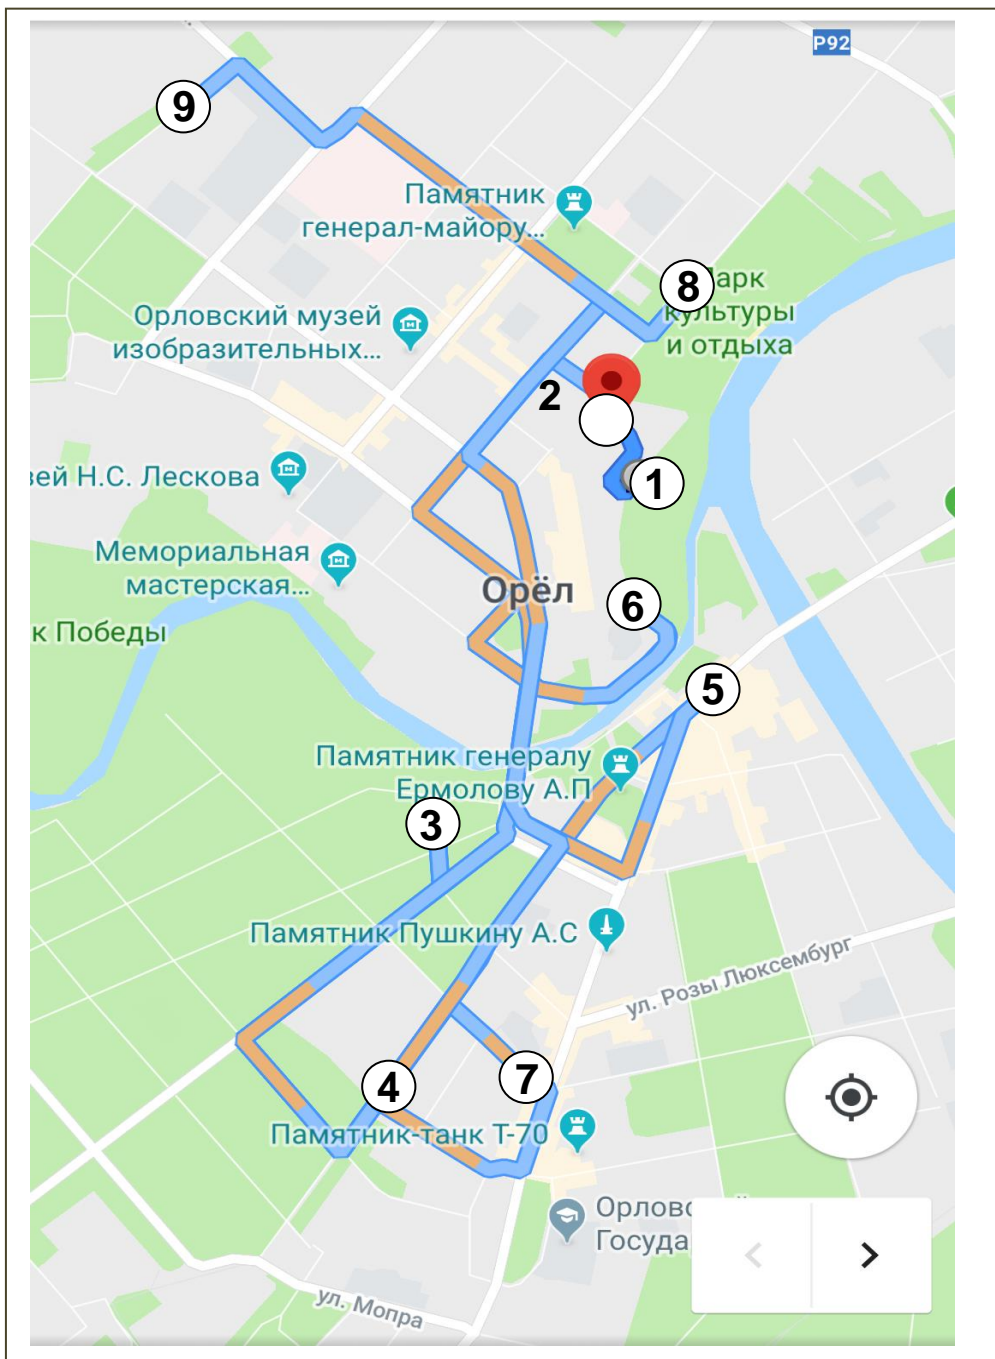 P92
9
Памятник
генерал-майору...
8
Парк
культуры
и отдыха
Орловский музей
изобразительных...
2
1
зей Н.С. Лескова
Мемориальная
мастерская...
Орёл
6
к Победы
5
Памятник генералу
Ермолову А.П
3
Памятник Пушкину А.С
ул. Розы Люксембург
4
7
Памятник-танк Т-70
Орловс
Госуда
ул. Мопра